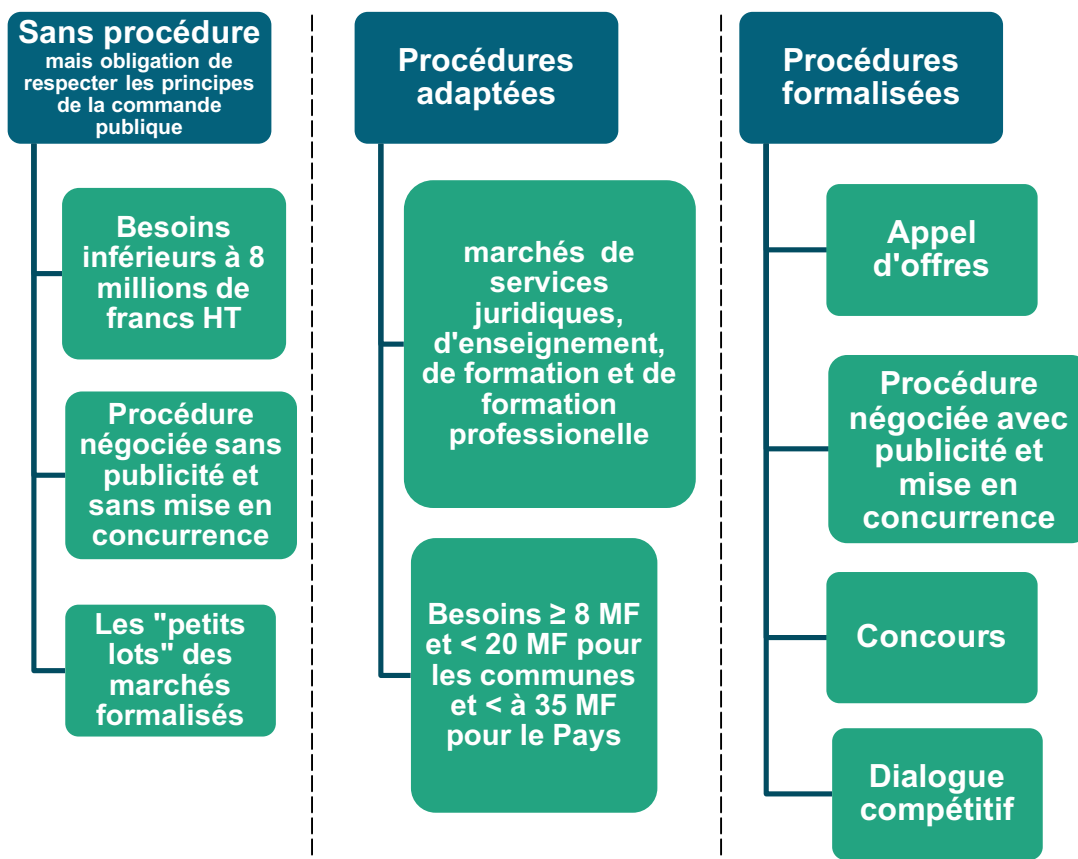 Sans procédure
mais obligation de
respecter les principes
de la commande
publique
Besoins
inférieurs à 8
millions de
francs HT
Procédure
négociée sans
publicité et
sans mise en
concurrence
Les "petits
lots" des
marchés
formalisés
Procédures
adaptées
marchés de
services
juridiques,
d'enseignement,
de formation et de
formation
professionelle
Besoins ≥ 8 MF
et < 20 MF pour
les communes
et < à 35 MF
pour le Pays
Procédures
formalisées
Appel
d'offres
Procédure
négociée avec
publicité et
mise en
concurrence
Concours
Dialogue
compétitif